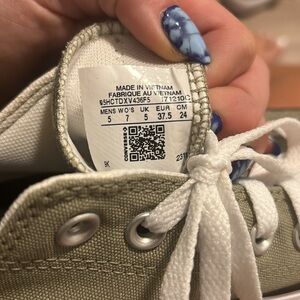 MADE IN VIETNAM
FABRIQUE AU VIETNAM
MENS WO'S UK EUR CM
5 7 5 37.5 24